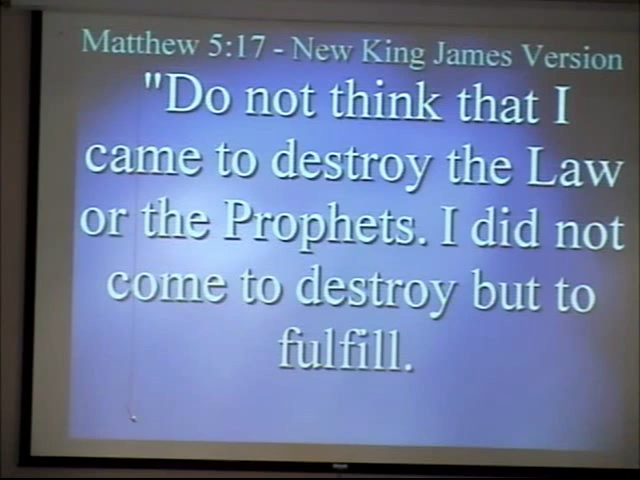 Matthew 5:17 - New King James Version
"Do not think that I
came to destroy the Law
or the Prophets. I did not
come to destroy but to
fulfill.